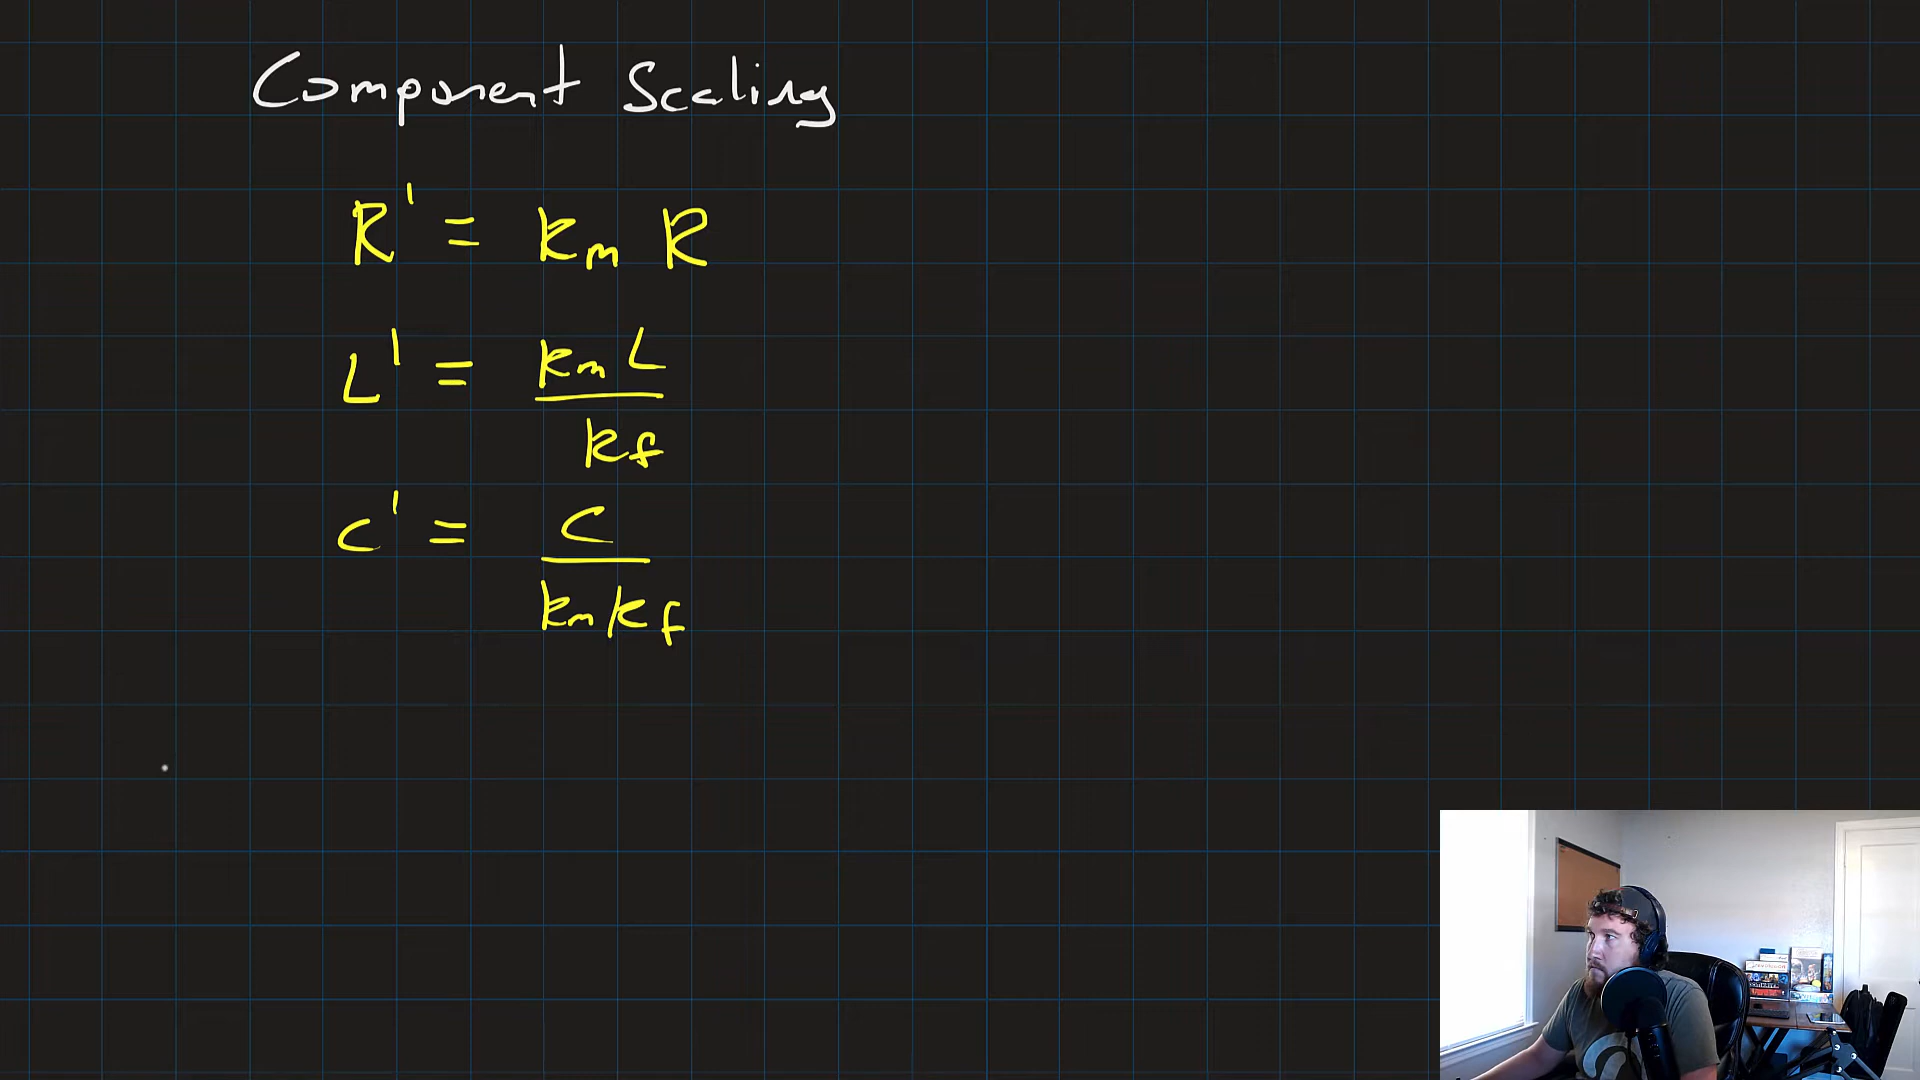 Component Scaling
R' = km R
L' = km L / kf
C' = C / km kf